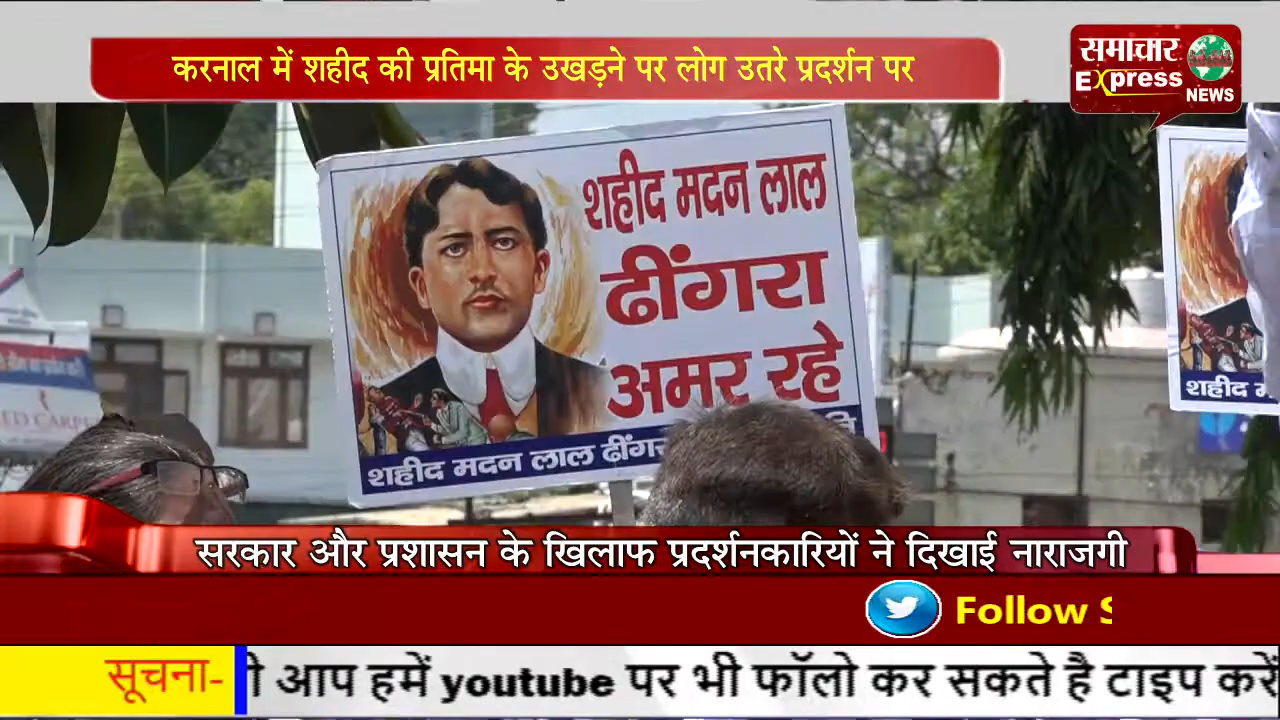 करनाल में शहीद की प्रतिमा के उखड़ने पर लोग उतरे प्रदर्शन पर
समाचार
Express
NEWS
शहीद मदन लाल
ढींगरा
अमर रहे
शहीद मदन लाल ढींगरा
शहीद
सरकार और प्रशासन के खिलाफ प्रदर्शनकारियों ने दिखाई नाराजगी
Follow S
सूचना- आप हमें youtube पर भी फॉलो कर सकते है टाइप करें